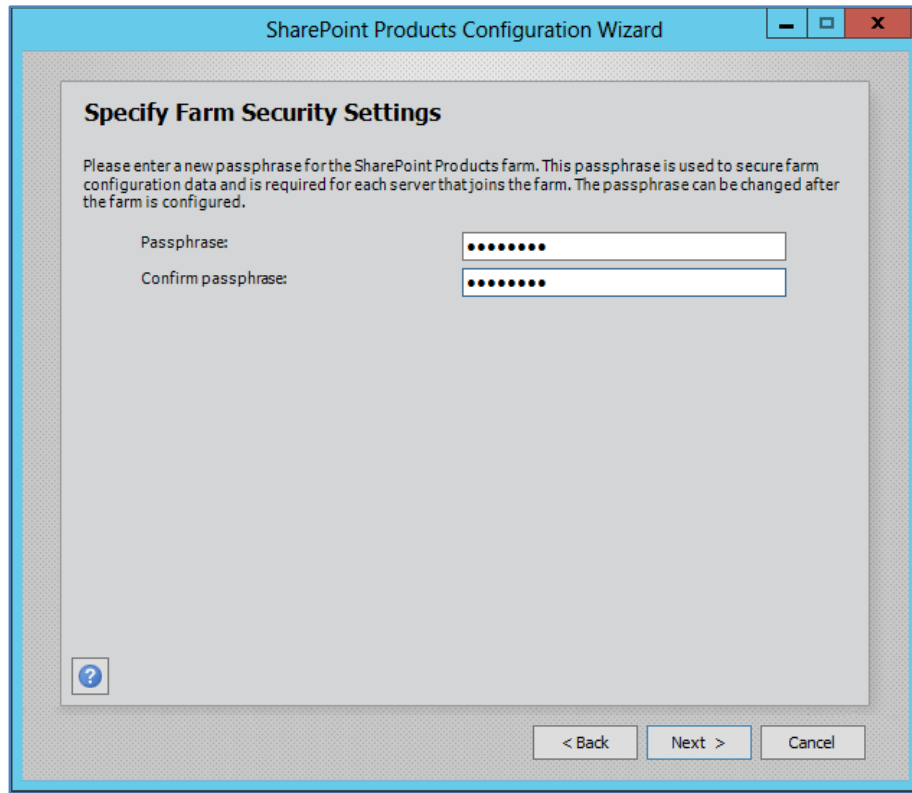 SharePoint Products Configuration Wizard
Specify Farm Security Settings
Please enter a new passphrase for the SharePoint Products farm. This passphrase is used to secure farm
configuration data and is required for each server that joins the farm. The passphrase can be changed after
the farm is configured.
Passphrase:
●●●●●●●●
Confirm passphrase:
●●●●●●●●
?
< Back
Next >
Cancel